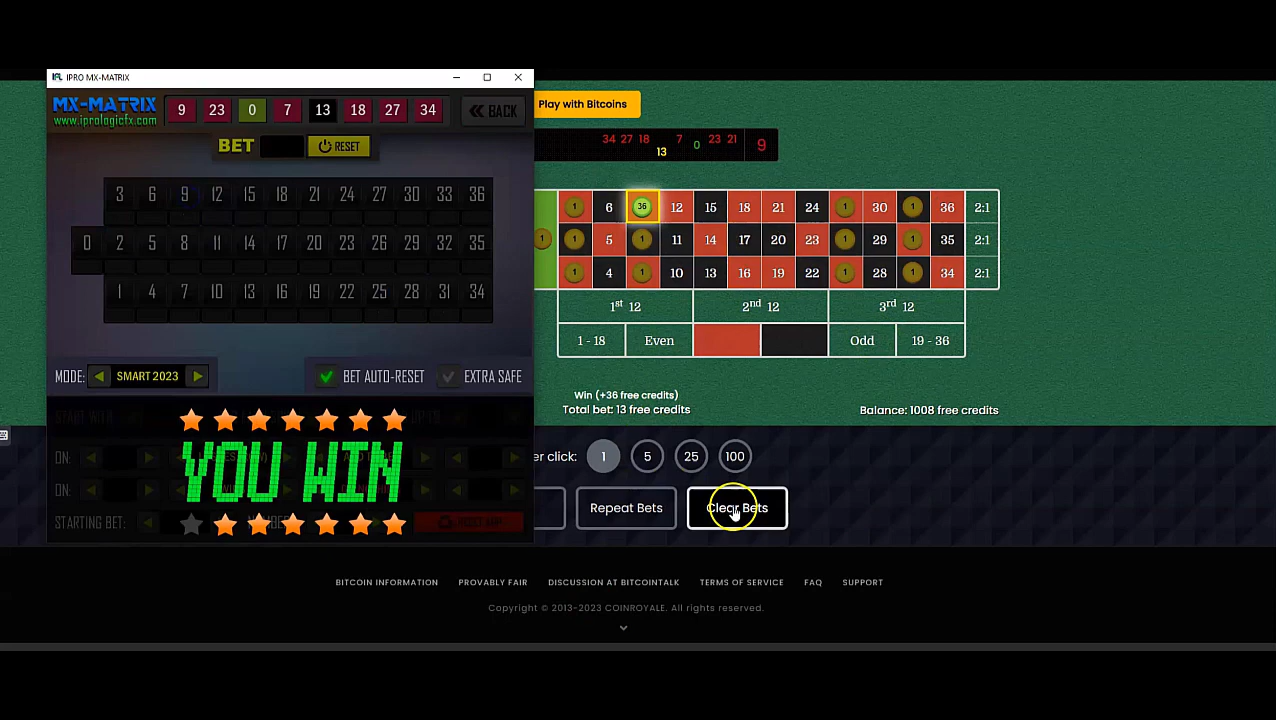 IPRO MX-MATRIX
MX-MATRIX
www.iprologicfx.com
9 23 0 7 13 18 27 34
BACK
BET
RESET
3 6 9 12 15 18 21 24 27 30 33 36
0 2 5 8 11 14 17 20 23 26 29 32 35
1 4 7 10 13 16 19 22 25 28 31 34
MODE:
SMART 2023
BET AUTO-RESET
EXTRA SAFE
ON:
YOU WIN
ON:
STARTING BET:
Play with Bitcoins
34 27 18 7 23 21
13 0 9
1 6 36 12 15 18 21 24 1 30 1 36 2:1
1 1 5 1 11 14 17 20 23 1 29 1 35 2:1
1 4 1 10 13 16 19 22 1 28 1 34 2:1
1st 12 2nd 12 3rd 12
1 - 18 Even Odd 19 - 36
Win (+36 free credits)
Total bet: 13 free credits
Balance: 1008 free credits
er click: 1 5 25 100
Repeat Bets
Clear Bets
BITCOIN INFORMATION PROVABLY FAIR DISCUSSION AT BITCOINTALK TERMS OF SERVICE FAQ SUPPORT
Copyright © 2013-2023 COINROYALE. All rights reserved.